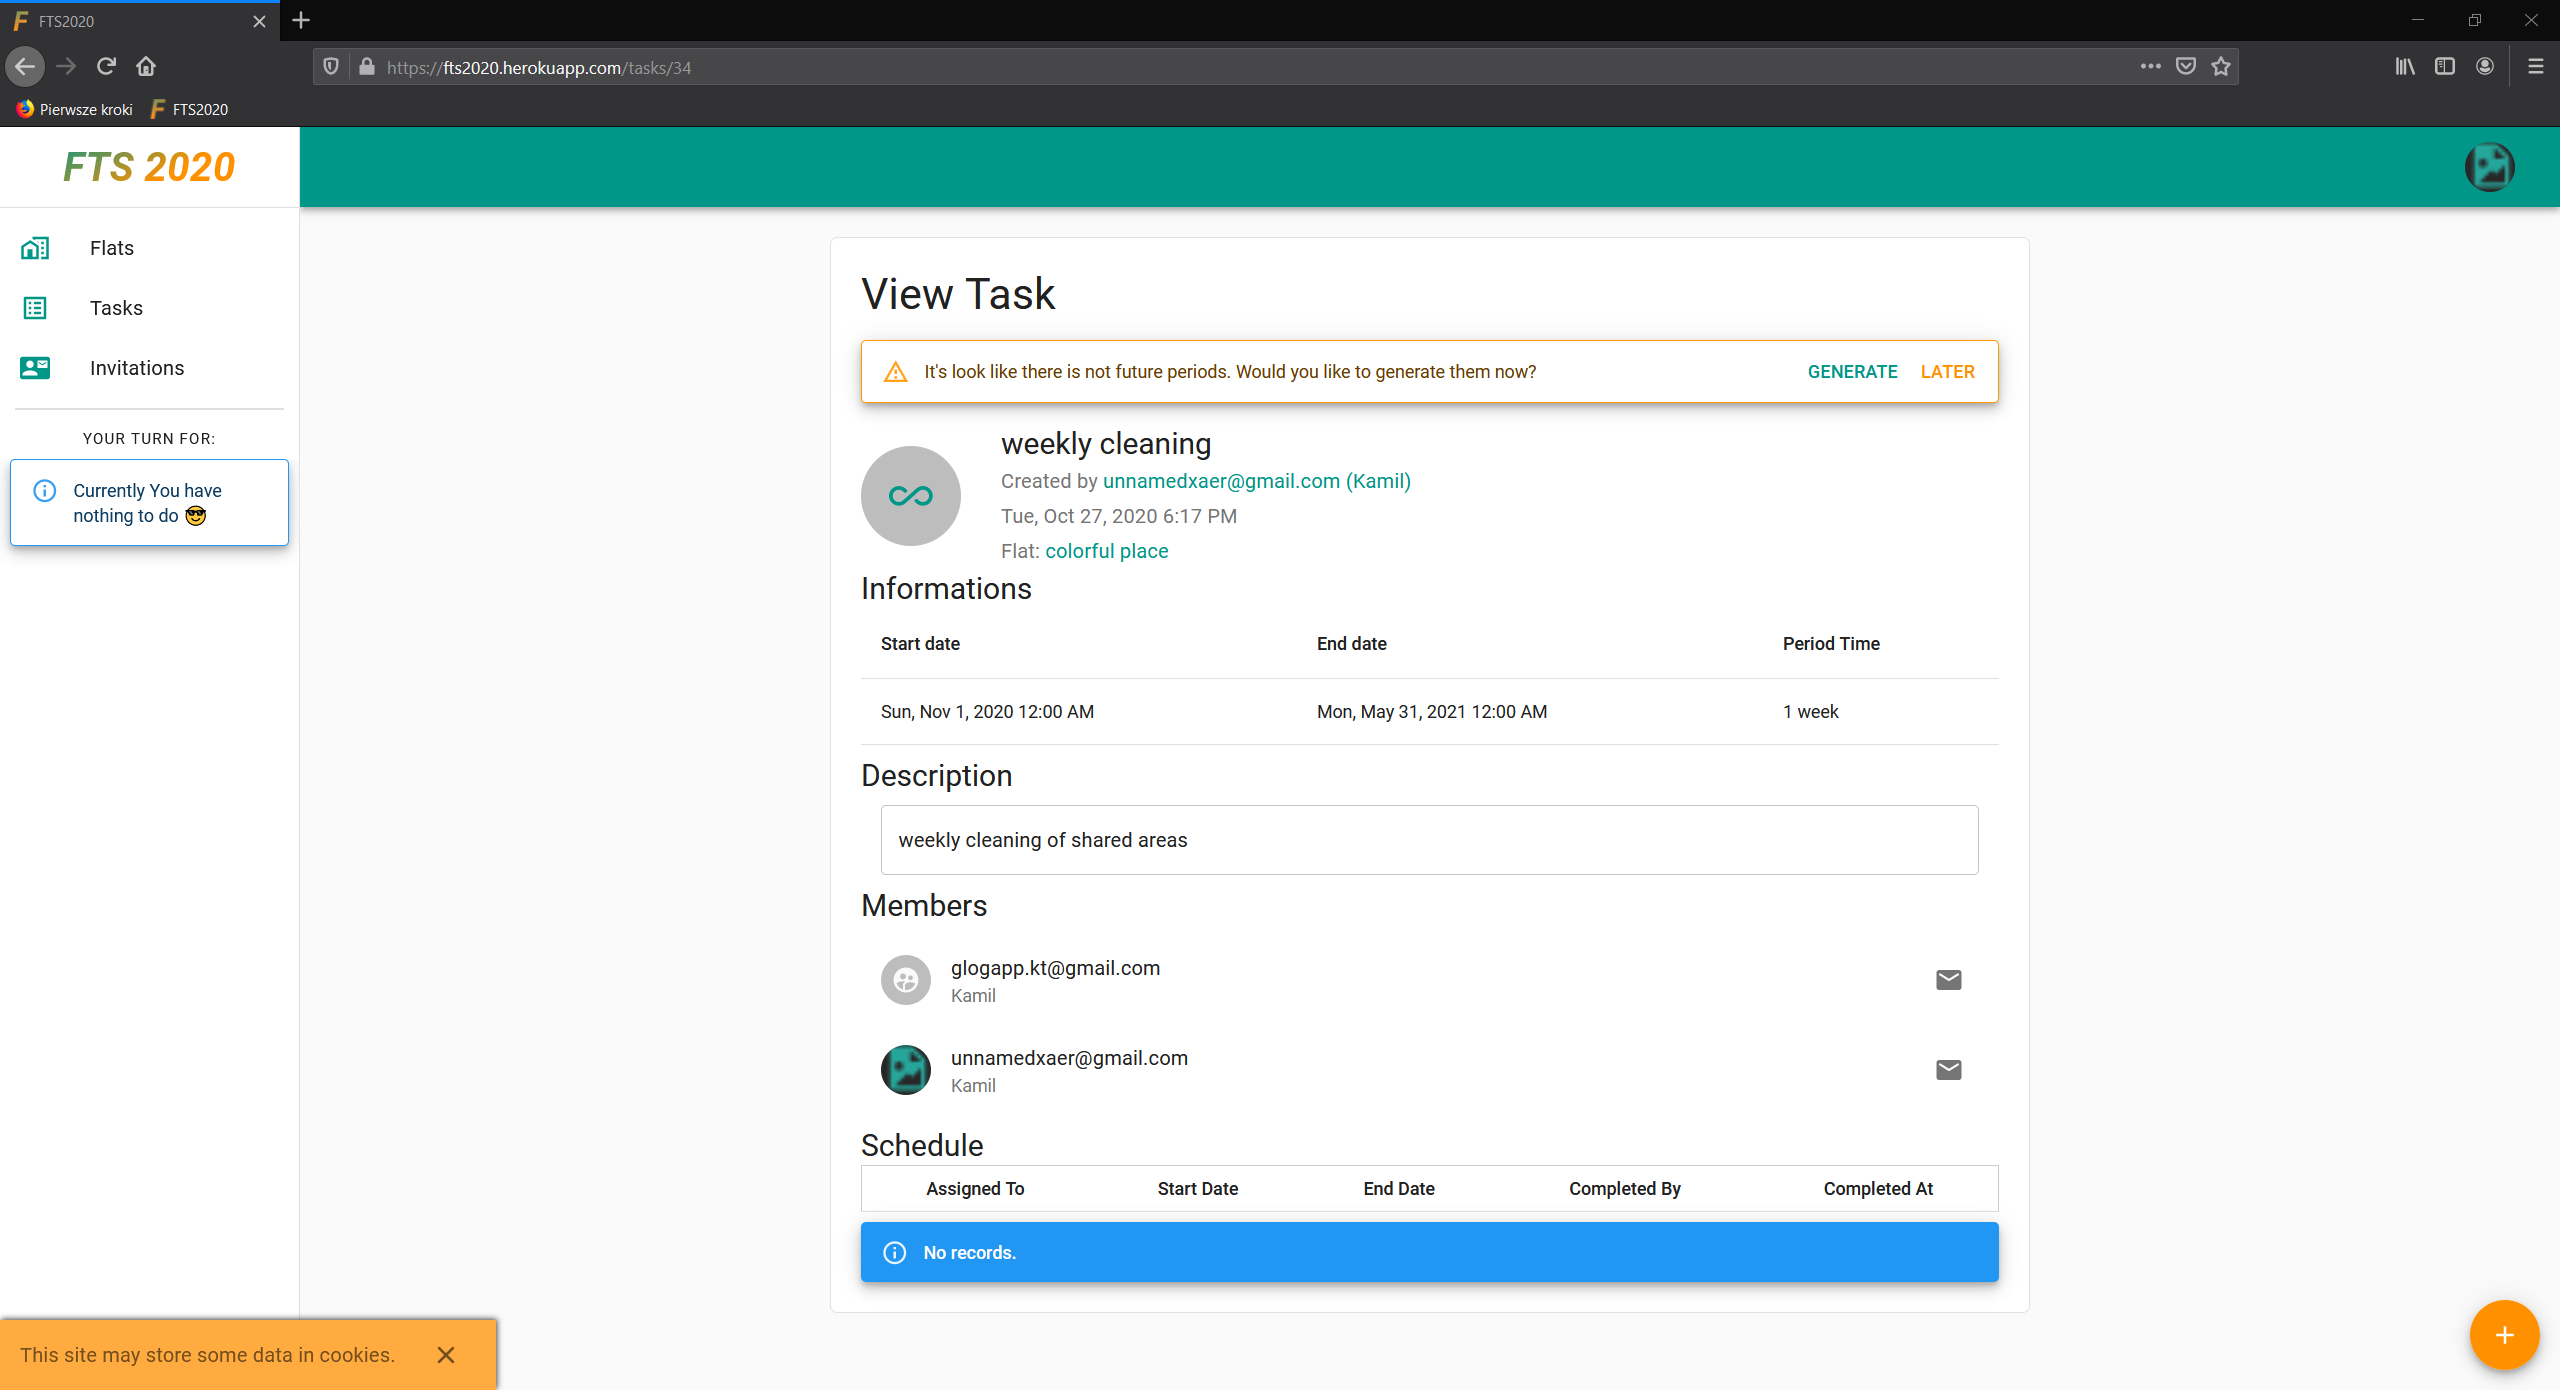 FTS2020
https://fts2020.herokuapp.com/tasks/34
Pierwsze kroki
FTS2020
FTS 2020
Flats
Tasks
Invitations
YOUR TURN FOR:
Currently You have
nothing to do 😎
View Task
It's look like there is not future periods. Would you like to generate them now?
GENERATE LATER
weekly cleaning
Created by unnamedxaer@gmail.com (Kamil)
Tue, Oct 27, 2020 6:17 PM
Flat: colorful place
Informations
Start date End date Period Time
Sun, Nov 1, 2020 12:00 AM Mon, May 31, 2021 12:00 AM 1 week
Description
weekly cleaning of shared areas
Members
glogapp.kt@gmail.com
Kamil
unnamedxaer@gmail.com
Kamil
Schedule
Assigned To Start Date End Date Completed By Completed At
No records.
This site may store some data in cookies.